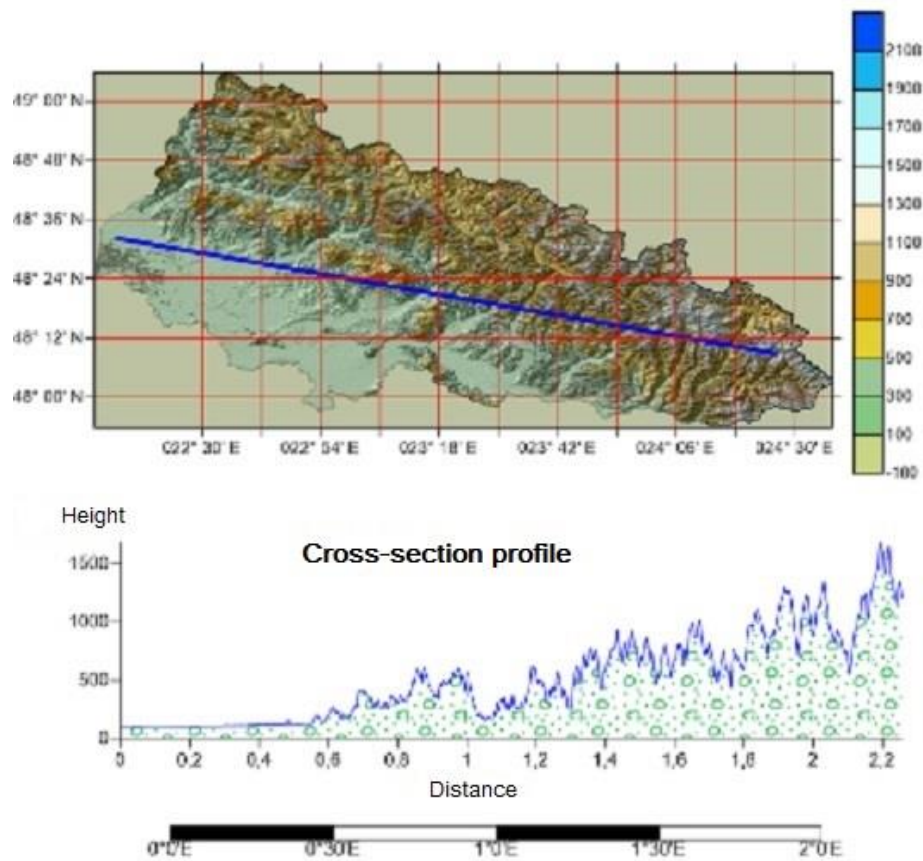 49° 00' N
48° 48' N
48° 36' N
48° 24' N
48° 12' N
48° 00' N
022° 30' E 022° 54' E 023° 18' E 023° 42' E 024° 06' E 024° 30' E
2100
1900
1700
1500
1300
1100
900
700
500
300
100
-100
Height
Cross-section profile
1500
1000
500
0
0 0,2 0,4 0,6 0,8 1 1,2 1,4 1,6 1,8 2 2,2
Distance
0°0'E 0°30'E 1°0'E 1°30'E 2°0'E